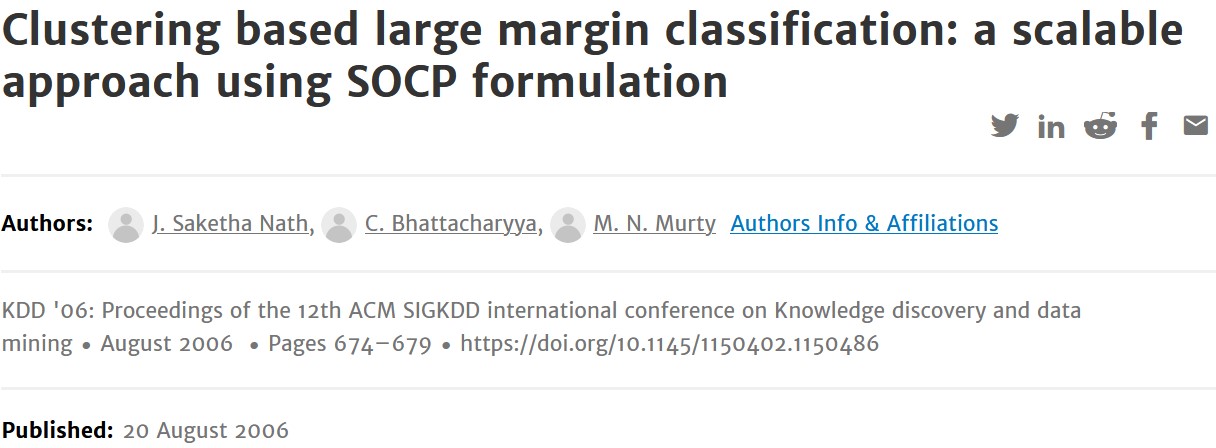 Clustering based large margin classification: a scalable
approach using SOCP formulation
Authors: J. Saketha Nath, C. Bhattacharyya, M. N. Murty Authors Info & Affiliations
KDD '06: Proceedings of the 12th ACM SIGKDD international conference on Knowledge discovery and data
mining • August 2006 • Pages 674–679 • https://doi.org/10.1145/1150402.1150486
Published: 20 August 2006